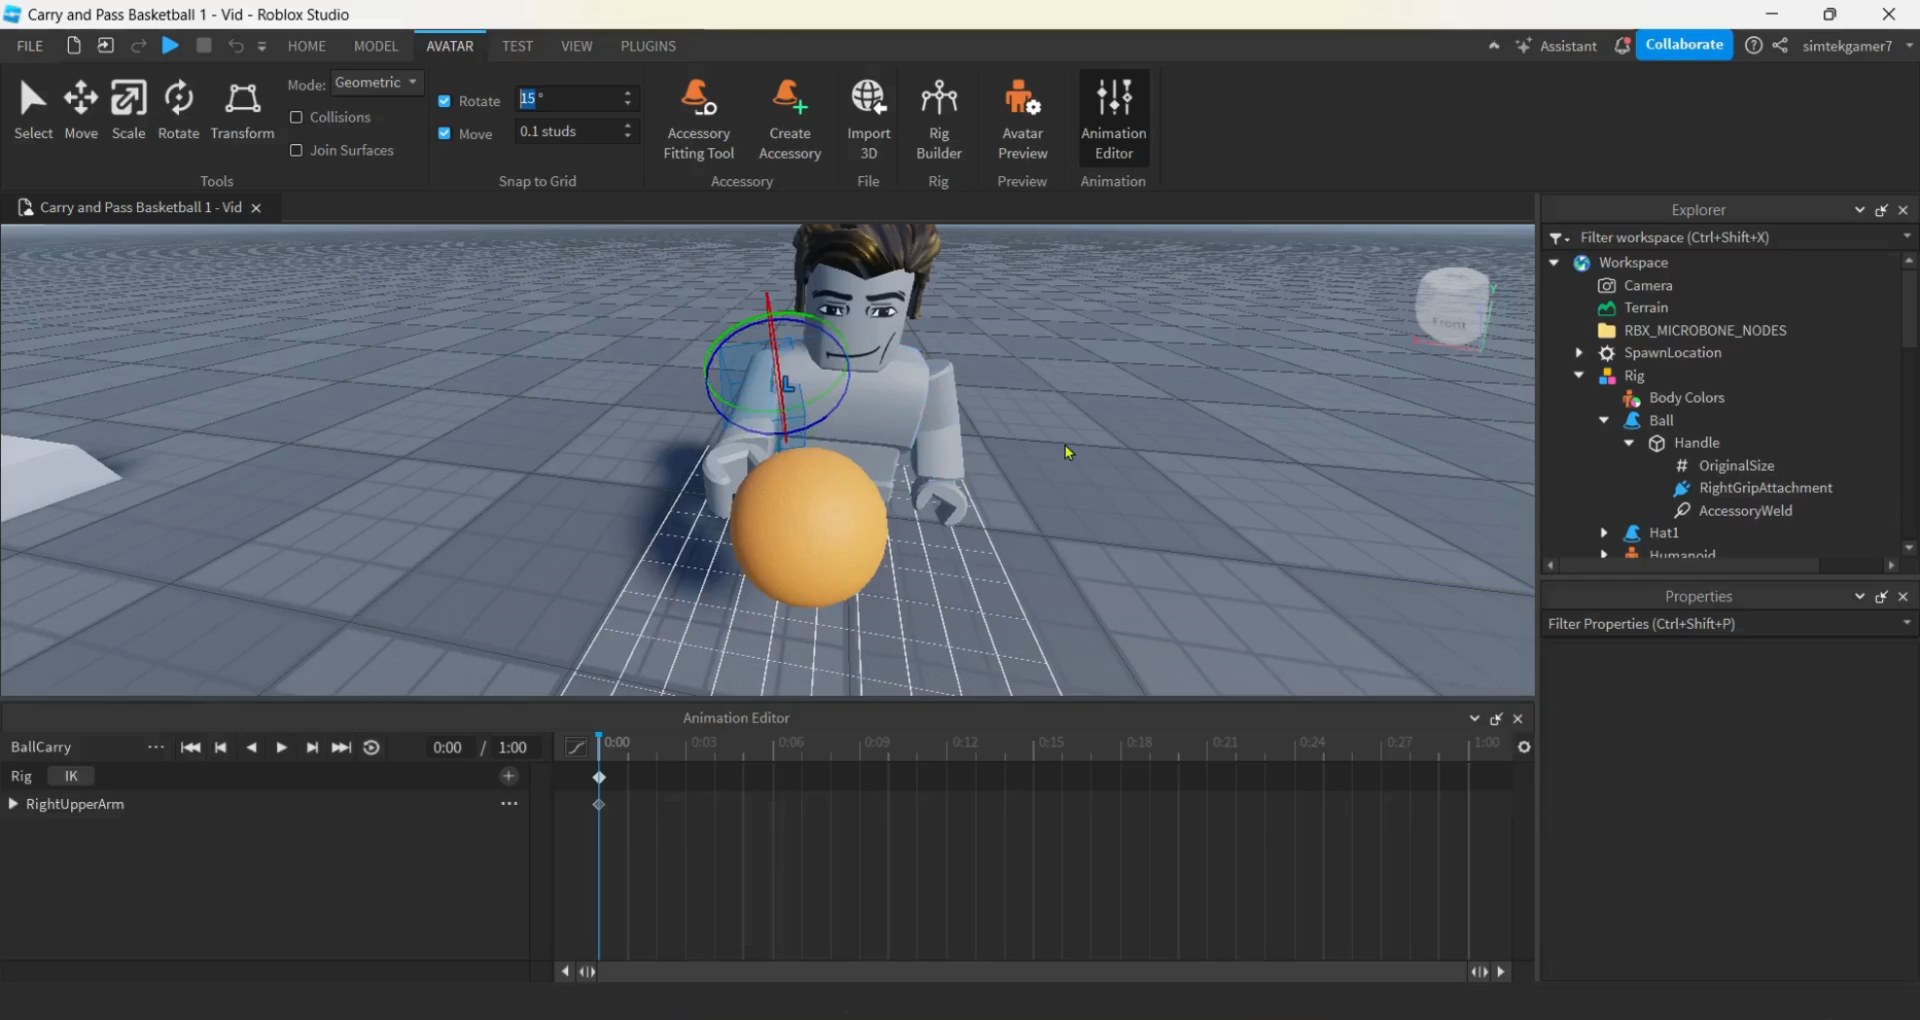 Carry and Pass Basketball 1 - Vid - Roblox Studio
FILE HOME MODEL AVATAR TEST VIEW PLUGINS Assistant Collaborate simtekgamer7
Select Move Scale Rotate Transform
Mode: Geometric
Collisions
Join Surfaces
Tools
Rotate 15 °
Move 0.1 studs
Snap to Grid
Accessory Fitting Tool
Create Accessory
Accessory
Import 3D
File
Rig Builder
Rig
Avatar Preview
Preview
Animation Editor
Animation
Carry and Pass Basketball 1 - Vid
Front
Y
L
Explorer
Filter workspace (Ctrl+Shift+X)
Workspace
Camera
Terrain
RBX_MICROBONE_NODES
SpawnLocation
Rig
Body Colors
Ball
Handle
OriginalSize
RightGripAttachment
AccessoryWeld
Hat1
Humanoid
Properties
Filter Properties (Ctrl+Shift+P)
Animation Editor
BallCarry 0:00 / 1:00 0:00 0:03 0:06 0:09 0:12 0:15 0:18 0:21 0:24 0:27 1:00
Rig IK
RightUpperArm